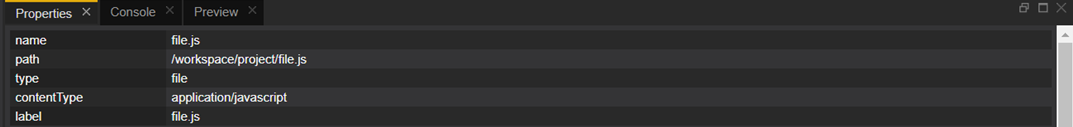 Properties Console Preview
name file.js
path /workspace/project/file.js
type file
contentType application/javascript
label file.js